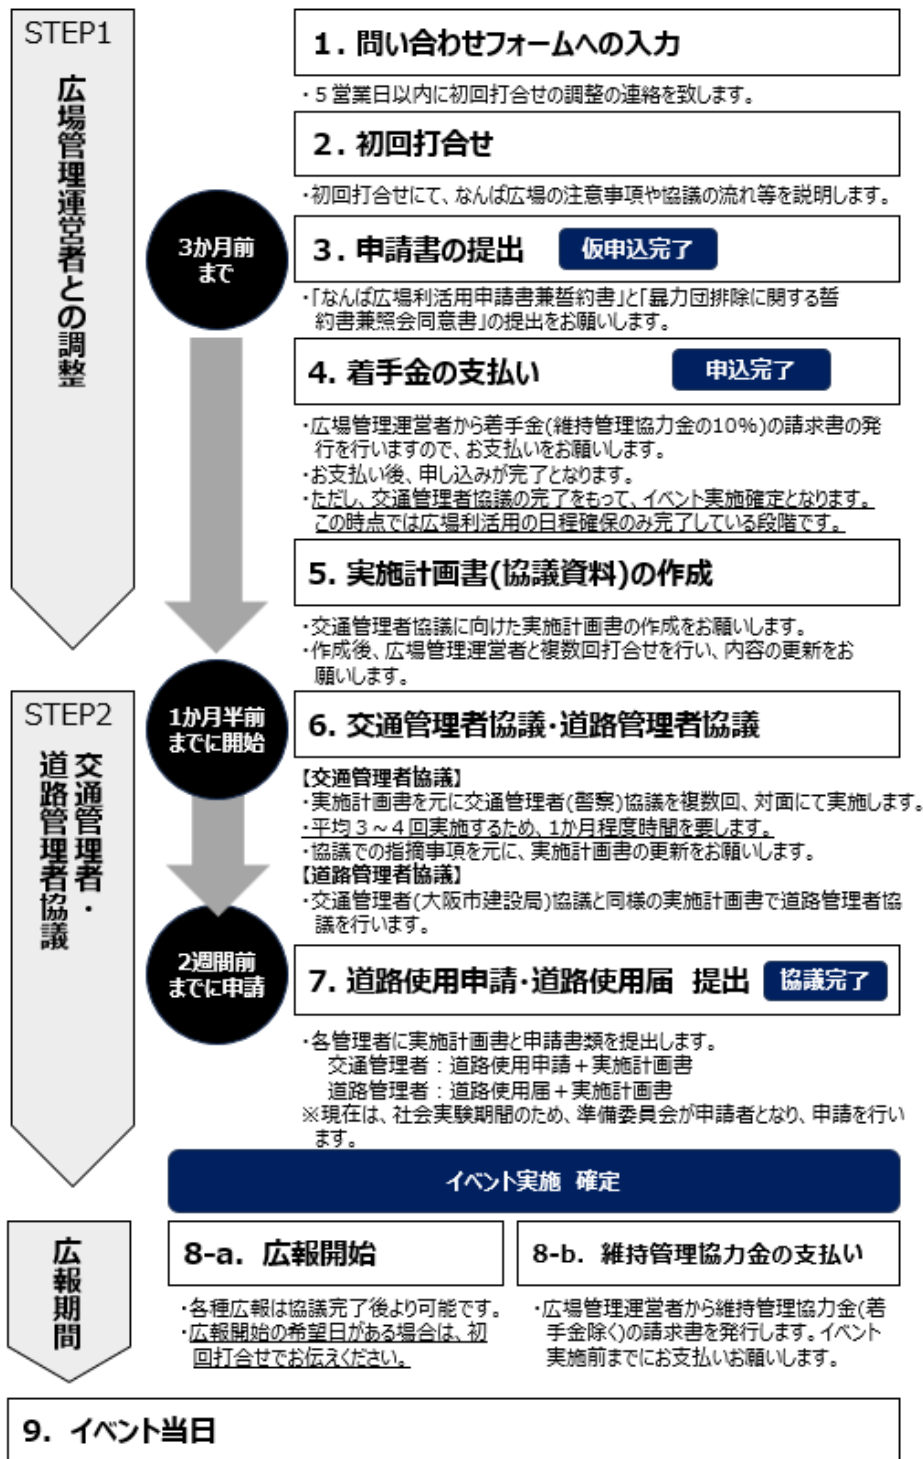 STEP1
広場管理運営者との調整
1. 問い合わせフォームへの入力
・5営業日以内に初回打合せの調整の連絡を致します。
2. 初回打合せ
・初回打合せにて、なんば広場の注意事項や協議の流れ等を説明します。
3か月前
まで
3. 申請書の提出
仮申込完了
・「なんば広場利活用申請書兼誓約書」と「暴力団排除に関する誓
約書兼照会同意書」の提出をお願いします。
4. 着手金の支払い
申込完了
・広場管理運営者から着手金(維持管理協力金の10%)の請求書の発
行を行いますので、お支払いをお願いします。
・お支払い後、申し込みが完了となります。
・ただし、交通管理者協議の完了をもって、イベント実施確定となります。
この時点では広場利活用の日程確保のみ完了している段階です。
5. 実施計画書(協議資料)の作成
・交通管理者協議に向けた実施計画書の作成をお願いします。
・作成後、広場管理運営者と複数回打合せを行い、内容の更新をお
願いします。
STEP2
交通管理者・
道路管理者協議
1か月半前
までに開始
6. 交通管理者協議・道路管理者協議
【交通管理者協議】
・実施計画書を元に交通管理者(警察)協議を複数回、対面にて実施します。
・平均3～4回実施するため、1か月程度時間を要します。
・協議での指摘事項を元に、実施計画書の更新をお願いします。
【道路管理者協議】
・交通管理者(大阪市建設局)協議と同様の実施計画書で道路管理者協
議を行います。
2週間前
までに申請
7. 道路使用申請・道路使用届 提出
協議完了
・各管理者に実施計画書と申請書類を提出します。
交通管理者：道路使用申請＋実施計画書
道路管理者：道路使用届＋実施計画書
※現在は、社会実験期間のため、準備委員会が申請者となり、申請を行い
ます。
イベント実施 確定
広報期間
8-a. 広報開始
・各種広報は協議完了後より可能です。
・広報開始の希望日がある場合は、初
回打合せでお伝えください。
8-b. 維持管理協力金の支払い
・広場管理運営者から維持管理協力金(着
手金除く)の請求書を発行します。イベント
実施前までにお支払いお願いします。
9. イベント当日